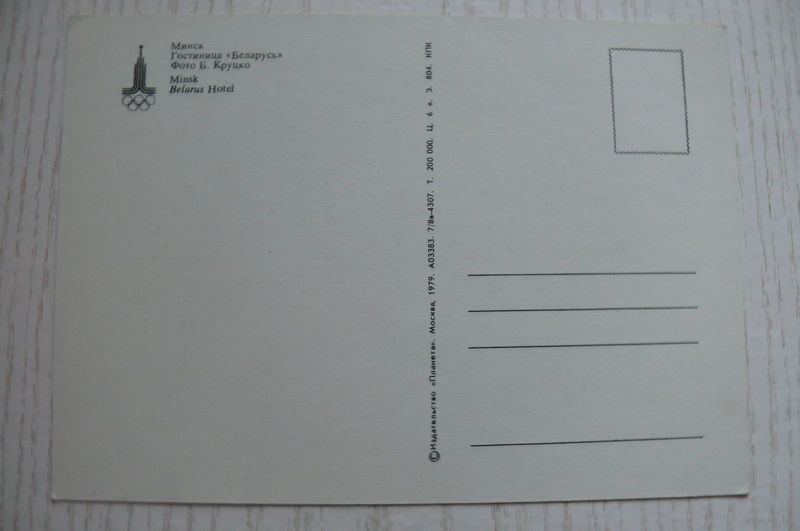 Минск
Гостиница «Беларусь»
Фото Б. Круцко
Minsk
Belarus Hotel
©Издательство «Планета». Москва, 1979. А03383. 7/8в-4307. Т. 200 000. Ц. 6 к. З. 804. КПК